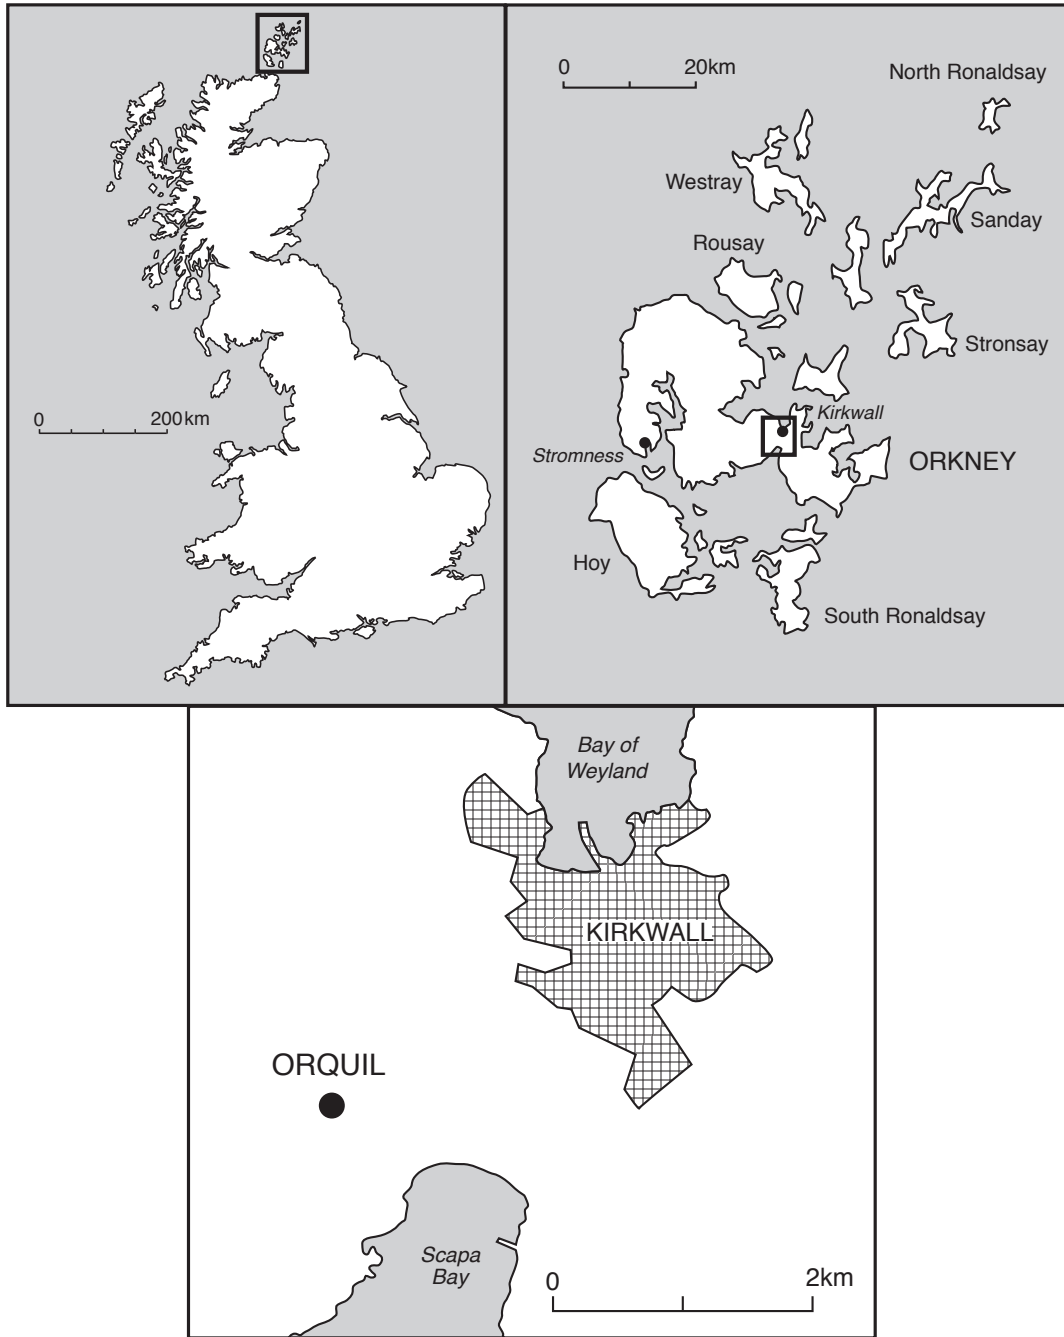 0 200km
0 20km
North Ronaldsay
Westray
Sanday
Rousay
Stronsay
Kirkwall
Stromness
ORKNEY
Hoy
South Ronaldsay
Bay of
Weyland
KIRKWALL
ORQUIL
Scapa
Bay
0 2km